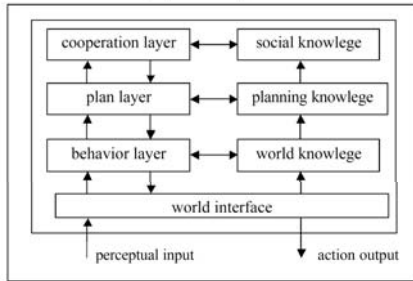 cooperation layer social knowlege
plan layer planning knowlege
behavior layer world knowlege
world interface
perceptual input action output